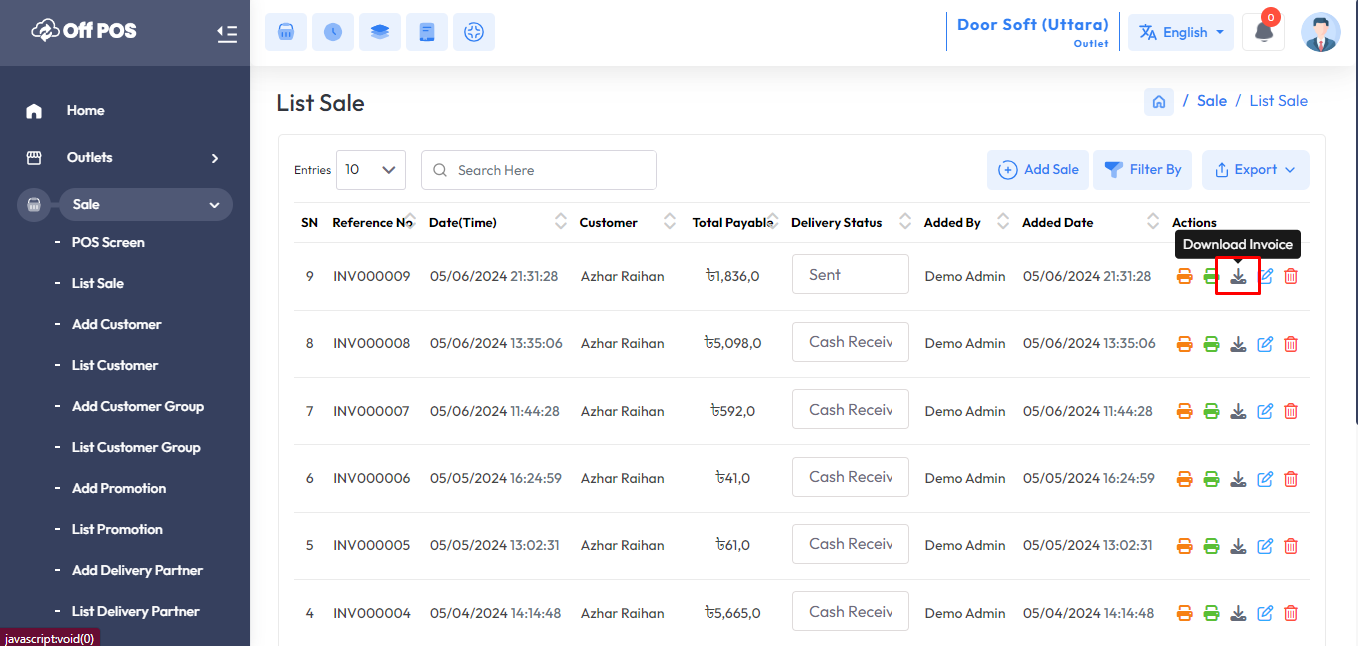 Off POS
Door Soft (Uttara)
Outlet
English
0
Home
Outlets
Sale
POS Screen
List Sale
Add Customer
List Customer
Add Customer Group
List Customer Group
Add Promotion
List Promotion
Add Delivery Partner
List Delivery Partner
javascript:void(0)
List Sale
/ Sale / List Sale
Entries 10 Search Here Add Sale Filter By Export
SN Reference No Date(Time) Customer Total Payable Delivery Status Added By Added Date Actions
Download Invoice
9 INV000009 05/06/2024 21:31:28 Azhar Raihan ৳1,836,0 Sent Demo Admin 05/06/2024 21:31:28
8 INV000008 05/06/2024 13:35:06 Azhar Raihan ৳5,098,0 Cash Receiv Demo Admin 05/06/2024 13:35:06
7 INV000007 05/06/2024 11:44:28 Azhar Raihan ৳592,0 Cash Receiv Demo Admin 05/06/2024 11:44:28
6 INV000006 05/05/2024 16:24:59 Azhar Raihan ৳41,0 Cash Receiv Demo Admin 05/05/2024 16:24:59
5 INV000005 05/05/2024 13:02:31 Azhar Raihan ৳61,0 Cash Receiv Demo Admin 05/05/2024 13:02:31
4 INV000004 05/04/2024 14:14:48 Azhar Raihan ৳5,665,0 Cash Receiv Demo Admin 05/04/2024 14:14:48